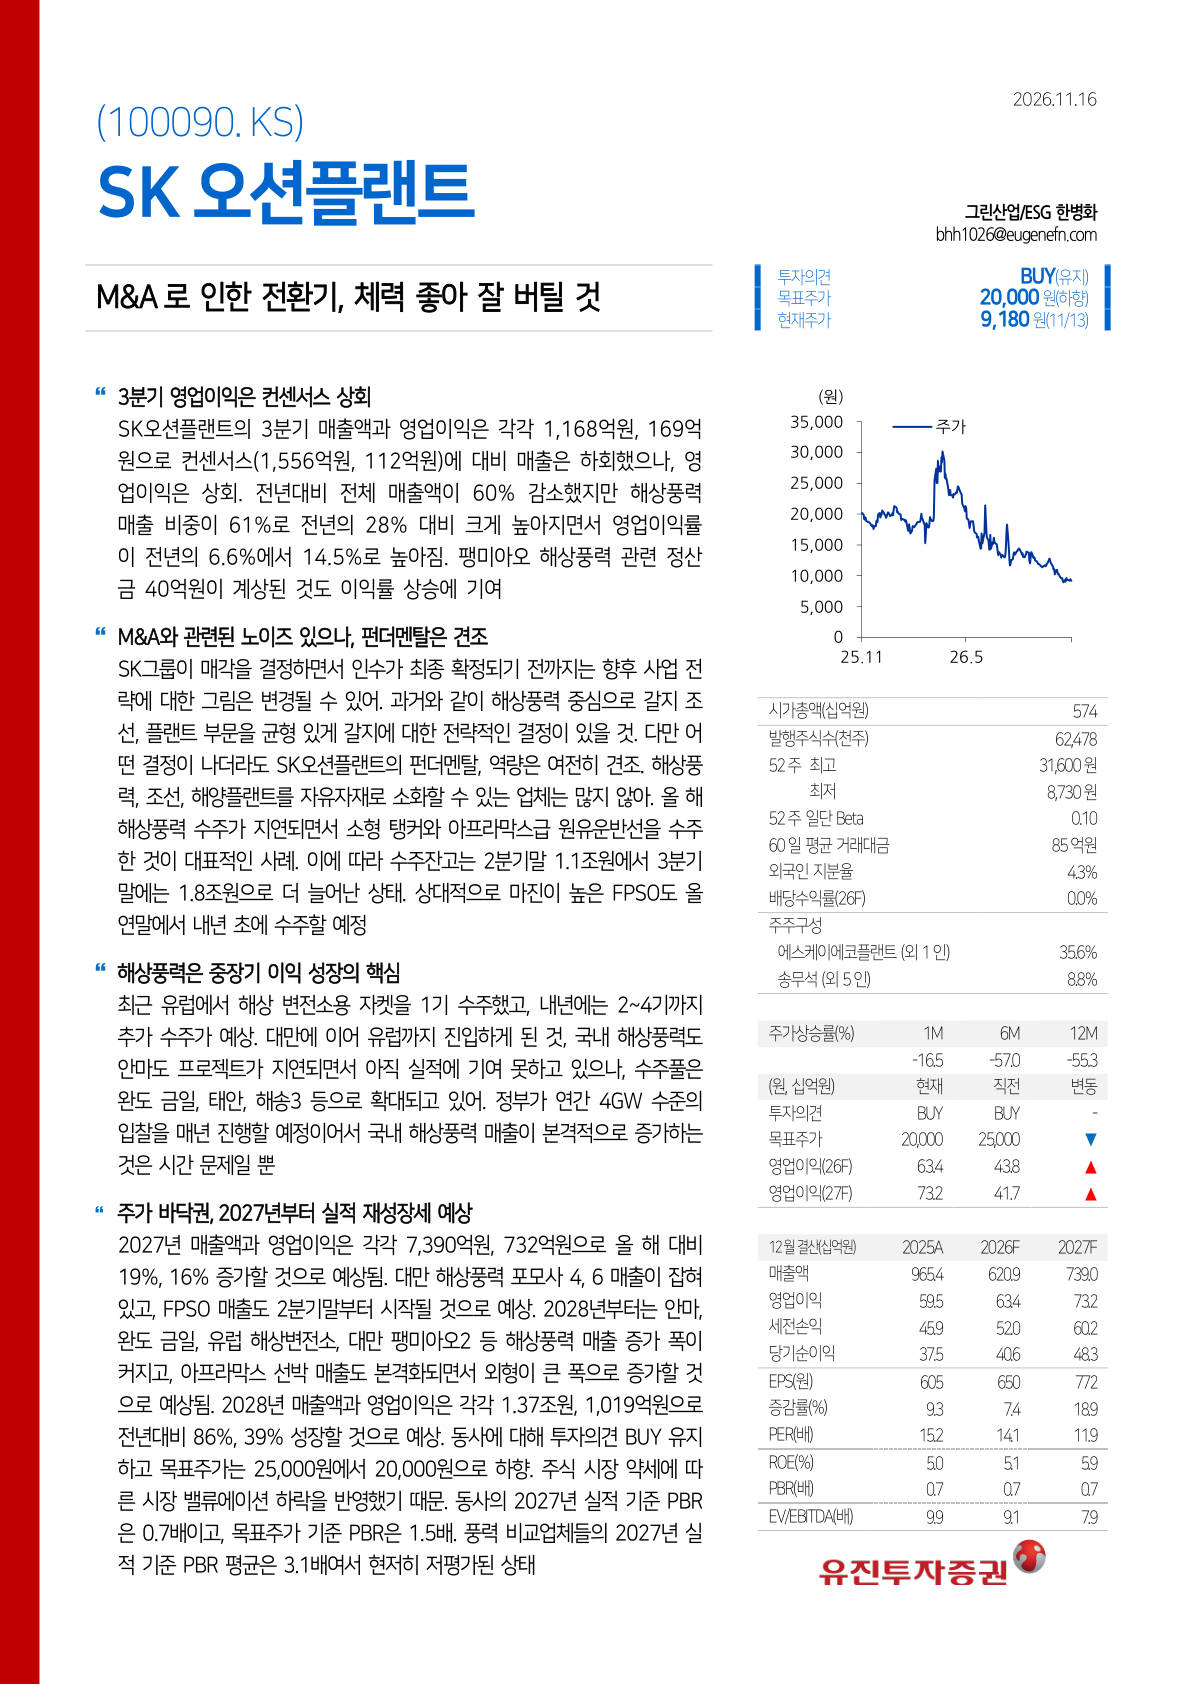 2026.11.16
(100090. KS)
SK 오션플랜트
그린산업/ESG 한병화
bhh1026@eugenefn.com
M&A로 인한 전환기, 체력 좋아 잘 버틸 것
투자의견 BUY(유지)
목표주가 20,000 원(하향)
현재주가 9,180 원(11/13)
“ 3분기 영업이익은 컨센서스 상회
SK오션플랜트의 3분기 매출액과 영업이익은 각각 1,168억원, 169억
원으로 컨센서스(1,556억원, 112억원)에 대비 매출은 하회했으나, 영
업이익은 상회. 전년대비 전체 매출액이 60% 감소했지만 해상풍력
매출 비중이 61%로 전년의 28% 대비 크게 높아지면서 영업이익률
이 전년의 6.6%에서 14.5%로 높아짐. 팽미아오 해상풍력 관련 정산
금 40억원이 계상된 것도 이익률 상승에 기여
“ M&A와 관련된 노이즈 있으나, 펀더멘탈은 견조
SK그룹이 매각을 결정하면서 인수가 최종 확정되기 전까지는 향후 사업 전
략에 대한 그림은 변경될 수 있어. 과거와 같이 해상풍력 중심으로 갈지 조
선, 플랜트 부문을 균형 있게 갈지에 대한 전략적인 결정이 있을 것. 다만 어
떤 결정이 나더라도 SK오션플랜트의 펀더멘탈, 역량은 여전히 견조. 해상풍
력, 조선, 해양플랜트를 자유자재로 소화할 수 있는 업체는 많지 않아. 올 해
해상풍력 수주가 지연되면서 소형 탱커와 아프라막스급 원유운반선을 수주
한 것이 대표적인 사례. 이에 따라 수주잔고는 2분기말 1.1조원에서 3분기
말에는 1.8조원으로 더 늘어난 상태. 상대적으로 마진이 높은 FPSO도 올
연말에서 내년 초에 수주할 예정
“ 해상풍력은 중장기 이익 성장의 핵심
최근 유럽에서 해상 변전소용 자켓을 1기 수주했고, 내년에는 2~4기까지
추가 수주가 예상. 대만에 이어 유럽까지 진입하게 된 것, 국내 해상풍력도
안마도 프로젝트가 지연되면서 아직 실적에 기여 못하고 있으나, 수주풀은
완도 금일, 태안, 해송3 등으로 확대되고 있어. 정부가 연간 4GW 수준의
입찰을 매년 진행할 예정이어서 국내 해상풍력 매출이 본격적으로 증가하는
것은 시간 문제일 뿐
“ 주가 바닥권, 2027년부터 실적 재성장세 예상
2027년 매출액과 영업이익은 각각 7,390억원, 732억원으로 올 해 대비
19%, 16% 증가할 것으로 예상됨. 대만 해상풍력 포모사 4, 6 매출이 잡혀
있고, FPSO 매출도 2분기말부터 시작될 것으로 예상. 2028년부터는 안마,
완도 금일, 유럽 해상변전소, 대만 팽미아오2 등 해상풍력 매출 증가 폭이
커지고, 아프라막스 선박 매출도 본격화되면서 외형이 큰 폭으로 증가할 것
으로 예상됨. 2028년 매출액과 영업이익은 각각 1.37조원, 1,019억원으로
전년대비 86%, 39% 성장할 것으로 예상. 동사에 대해 투자의견 BUY 유지
하고 목표주가는 25,000원에서 20,000원으로 하향. 주식 시장 약세에 따
른 시장 밸류에이션 하락을 반영했기 때문. 동사의 2027년 실적 기준 PBR
은 0.7배이고, 목표주가 기준 PBR은 1.5배. 풍력 비교업체들의 2027년 실
적 기준 PBR 평균은 3.1배여서 현저히 저평가된 상태
(원)
35,000
30,000
25,000
20,000
15,000
10,000
5,000
0
주가
25.11 26.5
시가총액(십억원) 574
발행주식수(천주) 62,478
52주 최고 31,600원
최저 8,730원
52주 일단 Beta 0.10
60일 평균 거래대금 85억원
외국인 지분율 4.3%
배당수익률(26F) 0.0%
주주구성
에스케이에코플랜트 (외 1인) 35.6%
송무석 (외 5인) 8.8%
주가상승률(%) 1M 6M 12M
-16.5 -57.0 -55.3
(원, 십억원) 현재 직전 변동
투자의견 BUY BUY -
목표주가 20,000 25,000 ▼
영업이익(26F) 63.4 43.8 ▲
영업이익(27F) 73.2 41.7 ▲
12월 결산(십억원) 2025A 2026F 2027F
매출액 965.4 620.9 739.0
영업이익 59.5 63.4 73.2
세전손익 45.9 52.0 60.2
당기순이익 37.5 40.6 48.3
EPS(원) 605 650 772
증감률(%) 9.3 7.4 18.9
PER(배) 15.2 14.1 11.9
ROE(%) 5.0 5.1 5.9
PBR(배) 0.7 0.7 0.7
EV/EBITDA(배) 9.9 9.1 7.9
유진투자증권